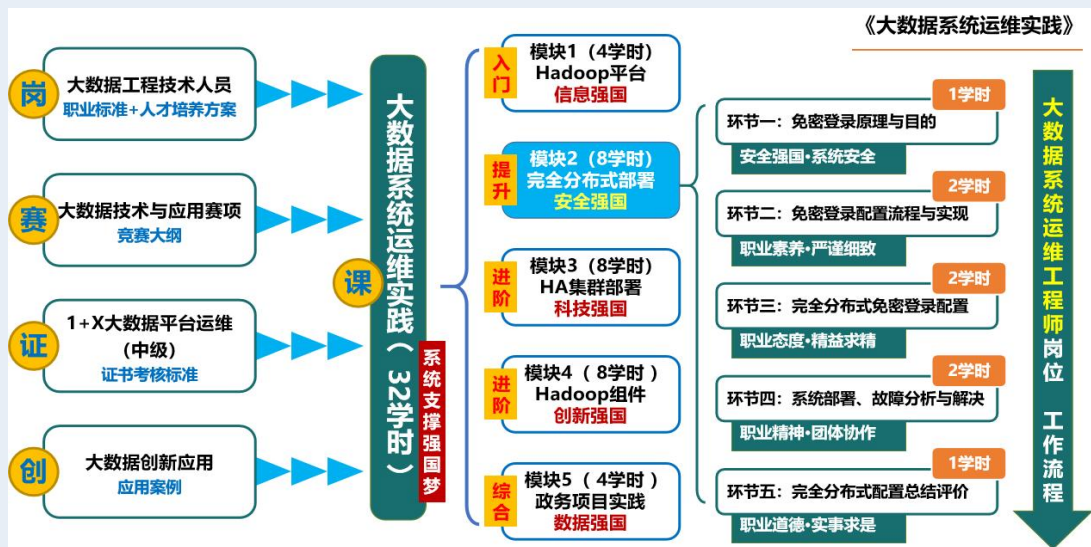 《大数据系统运维实践》
岗
大数据工程技术人员
职业标准+人才培养方案
赛
大数据技术与应用赛项
竞赛大纲
证
1+X大数据平台运维
（中级）
证书考核标准
创
大数据创新应用
应用案例
课
大数据系统运维实践（32学时）
系统支撑强国梦
入门
模块1（4学时）
Hadoop平台
信息强国
提升
模块2（8学时）
完全分布式部署
安全强国
进阶
模块3（8学时）
HA集群部署
科技强国
进阶
模块4（8学时）
Hadoop组件
创新强国
综合
模块5（4学时）
政务项目实践
数据强国
1学时
环节一：免密登录原理与目的
安全强国·系统安全
2学时
环节二：免密登录配置流程与实现
职业素养·严谨细致
2学时
环节三：完全分布式免密登录配置
职业态度·精益求精
2学时
环节四：系统部署、故障分析与解决
职业精神·团体协作
1学时
环节五：完全分布式配置总结评价
职业道德·实事求是
大数据系统运维工程师岗位 工作流程